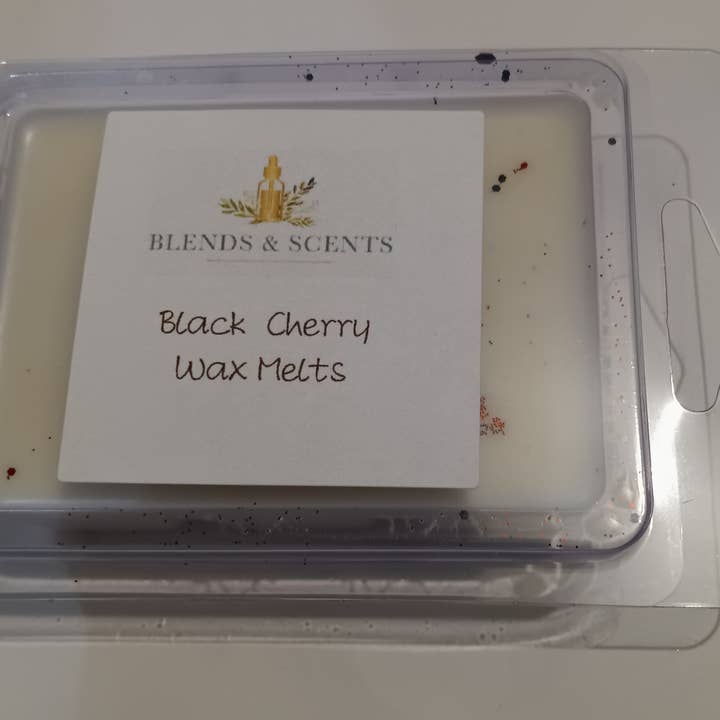 BLENDS & SCENTS
Black Cherry
Wax Melts